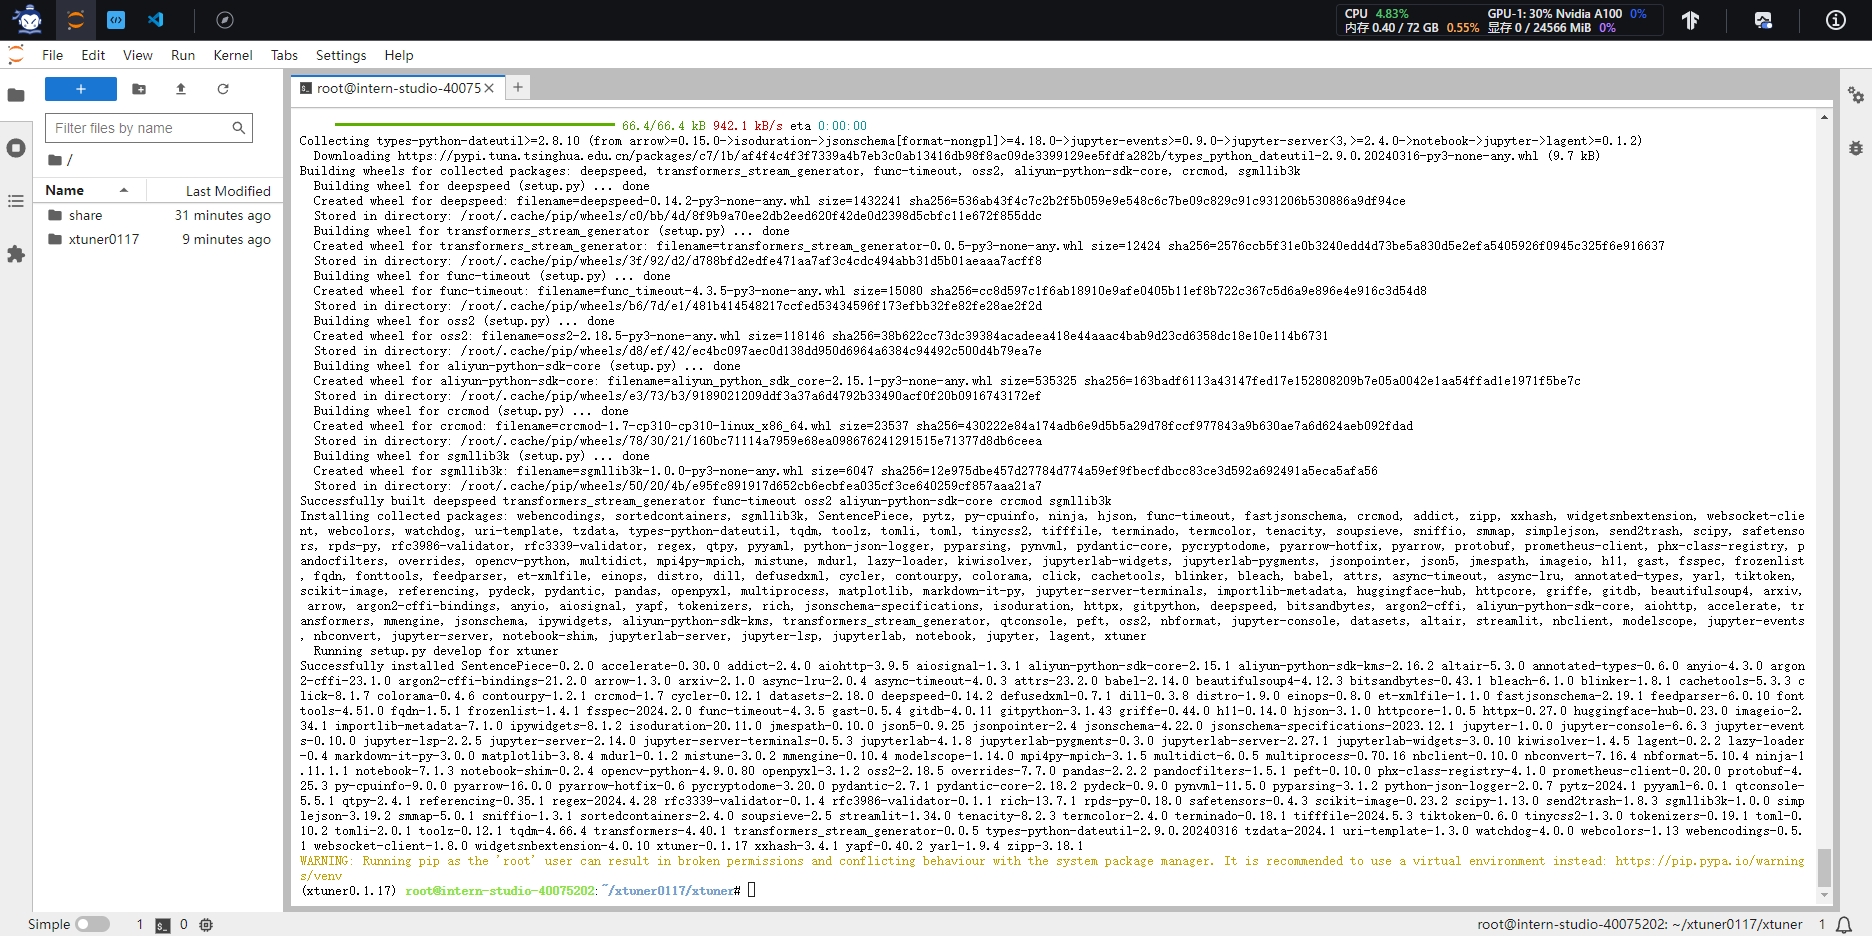 CPU 4.83% GPU-1: 30% Nvidia A100 0%
内存 0.40 / 72 GB 0.55% 显存 0 / 24566 MiB 0%
File Edit View Run Kernel Tabs Settings Help
root@intern-studio-40075
Filter files by name
/
Name Last Modified
share 31 minutes ago
xtuner0117 9 minutes ago
66.4/66.4 kB 942.1 kB/s eta 0:00:00
Collecting types-python-dateutil>=2.8.10 (from arrow>=0.15.0->isoduration->jsonschema[format-nongpl]>=4.18.0->jupyter-events>=0.9.0->jupyter-server<3,>=2.4.0->notebook->jupyter->lagent>=0.1.2)
Downloading https://pypi.tuna.tsinghua.edu.cn/packages/c7/1b/af4f4c4f3f7339a4b7eb3c0ab13416db98f8ac09de3399129ee5fdfa282b/types_python_dateutil-2.9.0.20240316-py3-none-any.whl (9.7 kB)
Building wheels for collected packages: deepspeed, transformers_stream_generator, func-timeout, oss2, aliyun-python-sdk-core, crcmod, sgmllib3k
Building wheel for deepspeed (setup.py) ... done
Created wheel for deepspeed: filename=deepspeed-0.14.2-py3-none-any.whl size=1432241 sha256=536ab43f4c7c2b2f5b059e9e548c6c7be09c829c91c931206b530886a9df94ce
Stored in directory: /root/.cache/pip/wheels/c0/bb/4d/8f9b9a70ee2db2eed620f42de0d2398d5cbfc11e672f855ddc
Building wheel for transformers_stream_generator (setup.py) ... done
Created wheel for transformers_stream_generator: filename=transformers_stream_generator-0.0.5-py3-none-any.whl size=12424 sha256=2576ccb5f31e0b3240edd4d73be5a830d5e2efa5405926f0945c325f6e916637
Stored in directory: /root/.cache/pip/wheels/3f/92/d2/d788bfd2edfe471aa7af3c4cdc494abb31d5b01aeaaa7acff8
Building wheel for func-timeout (setup.py) ... done
Created wheel for func-timeout: filename=func_timeout-4.3.5-py3-none-any.whl size=15080 sha256=cc8d597c1f6ab18910e9afe0405b11ef8b722c367c5d6a9e896e4e916c3d54d8
Stored in directory: /root/.cache/pip/wheels/b6/7d/e1/481b414548217ccfed53434596f173efbb32fe82fe28ae2f2d
Building wheel for oss2 (setup.py) ... done
Created wheel for oss2: filename=oss2-2.18.5-py3-none-any.whl size=118146 sha256=38b622cc73dc39384acadeea418e44aaac4bab9d23cd6358dc18e10e114b6731
Stored in directory: /root/.cache/pip/wheels/d8/ef/42/ec4bc097aec0d138dd950d6964a6384c94492c500d4b79ea7e
Building wheel for aliyun-python-sdk-core (setup.py) ... done
Created wheel for aliyun-python-sdk-core: filename=aliyun_python_sdk_core-2.15.1-py3-none-any.whl size=535325 sha256=163badf6113a43147fed17e152808209b7e05a0042e1aa54ffad1e1971f5be7c
Stored in directory: /root/.cache/pip/wheels/e3/73/b3/9189021209ddf3a37a6d4792b33490acf0f20b0916743172ef
Building wheel for crcmod (setup.py) ... done
Created wheel for crcmod: filename=crcmod-1.7-cp310-cp310-linux_x86_64.whl size=23537 sha256=430222e84a174adb6e9d5b5a29d78fccf977843a9b630ae7a6d624aeb092fdad
Stored in directory: /root/.cache/pip/wheels/78/30/21/160bc71114a7959e68ea098676241291515e71377d8db6ceea
Building wheel for sgmllib3k (setup.py) ... done
Created wheel for sgmllib3k: filename=sgmllib3k-1.0.0-py3-none-any.whl size=6047 sha256=12e975dbe457d27784d774a59ef9fbecfdbcc83ce3d592a692491a5eca5afa56
Stored in directory: /root/.cache/pip/wheels/50/20/4b/e95fc891917d652cb6ecbfea035cf3ce640259cf857aaa21a7
Successfully built deepspeed transformers_stream_generator func-timeout oss2 aliyun-python-sdk-core crcmod sgmllib3k
Installing collected packages: webencodings, sortedcontainers, sgmllib3k, SentencePiece, pytz, py-cpuinfo, ninja, hjson, func-timeout, fastjsonschema, crcmod, addict, zipp, xxhash, widgetsnbextension, websocket-clie
nt, webcolors, watchdog, uri-template, tzdata, types-python-dateutil, tqdm, toolz, tomli, toml, tinycss2, tifffile, terminado, termcolor, tenacity, soupsieve, sniffio, smmap, simplejson, send2trash, scipy, safetenso
rs, rpds-py, rfc3986-validator, rfc3339-validator, regex, qtpy, pyyaml, python-json-logger, pyparsing, pynvml, pydantic-core, pycryptodome, pyarrow-hotfix, pyarrow, protobuf, prometheus-client, phx-class-registry, p
andocfilters, overrides, opencv-python, multidict, mpi4py-mpich, mistune, mdurl, lazy-loader, kiwisolver, jupyterlab-widgets, jupyterlab-pygments, jsonpointer, json5, jmespath, imageio, h11, gast, fsspec, frozenlist
, fqdn, fonttools, feedparser, et-xmlfile, einops, distro, dill, defusedxml, cycler, contourpy, colorama, click, cachetools, blinker, bleach, babel, attrs, async-timeout, async-lru, annotated-types, yarl, tiktoken,
scikit-image, referencing, pydeck, pydantic, pandas, openpyxl, multiprocess, matplotlib, markdown-it-py, jupyter-server-terminals, importlib-metadata, huggingface-hub, httpcore, griffe, gitdb, beautifulsoup4, arxiv,
arrow, argon2-cffi-bindings, anyio, aiosignal, yapf, tokenizers, rich, jsonschema-specifications, isoduration, httpx, gitpython, deepspeed, bitsandbytes, argon2-cffi, aliyun-python-sdk-core, aiohttp, accelerate, tr
ansformers, mmengine, jsonschema, ipywidgets, aliyun-python-sdk-kms, transformers_stream_generator, qtconsole, peft, oss2, nbformat, jupyter-console, datasets, altair, streamlit, nbclient, modelscope, jupyter-events
, nbconvert, jupyter-server, notebook-shim, jupyterlab-server, jupyter-lsp, jupyterlab, notebook, jupyter, lagent, xtuner
Running setup.py develop for xtuner
Successfully installed SentencePiece-0.2.0 accelerate-0.30.0 addict-2.4.0 aiohttp-3.9.5 aiosignal-1.3.1 aliyun-python-sdk-core-2.15.1 aliyun-python-sdk-kms-2.16.2 altair-5.3.0 annotated-types-0.6.0 anyio-4.3.0 argon
2-cffi-23.1.0 argon2-cffi-bindings-21.2.0 arrow-1.3.0 arxiv-2.1.0 async-lru-2.0.4 async-timeout-4.0.3 attrs-23.2.0 babel-2.14.0 beautifulsoup4-4.12.3 bitsandbytes-0.43.1 bleach-6.1.0 blinker-1.8.1 cachetools-5.3.3 c
lick-8.1.7 colorama-0.4.6 contourpy-1.2.1 crcmod-1.7 cycler-0.12.1 datasets-2.18.0 deepspeed-0.14.2 defusedxml-0.7.1 dill-0.3.8 distro-1.9.0 einops-0.8.0 et-xmlfile-1.1.0 fastjsonschema-2.19.1 feedparser-6.0.10 font
tools-4.51.0 fqdn-1.5.1 frozenlist-1.4.1 fsspec-2024.2.0 func-timeout-4.3.5 gast-0.5.4 gitdb-4.0.11 gitpython-3.1.43 griffe-0.44.0 h11-0.14.0 hjson-3.1.0 httpcore-1.0.5 httpx-0.27.0 huggingface-hub-0.23.0 imageio-2.
34.1 importlib-metadata-7.1.0 ipywidgets-8.1.2 isoduration-20.11.0 jmespath-0.10.0 json5-0.9.25 jsonpointer-2.4 jsonschema-4.22.0 jsonschema-specifications-2023.12.1 jupyter-1.0.0 jupyter-console-6.6.3 jupyter-event
s-0.10.0 jupyter-lsp-2.2.5 jupyter-server-2.14.0 jupyter-server-terminals-0.5.3 jupyterlab-4.1.8 jupyterlab-pygments-0.3.0 jupyterlab-server-2.27.1 jupyterlab-widgets-3.0.10 kiwisolver-1.4.5 lagent-0.2.2 lazy-loader
-0.4 markdown-it-py-3.0.0 matplotlib-3.8.4 mdurl-0.1.2 mistune-3.0.2 mmengine-0.10.4 modelscope-1.14.0 mpi4py-mpich-3.1.5 multidict-6.0.5 multiprocess-0.70.16 nbclient-0.10.0 nbconvert-7.16.4 nbformat-5.10.4 ninja-1
.11.1.1 notebook-7.1.3 notebook-shim-0.2.4 opencv-python-4.9.0.80 openpyxl-3.1.2 oss2-2.18.5 overrides-7.7.0 pandas-2.2.2 pandocfilters-1.5.1 peft-0.10.0 phx-class-registry-4.1.0 prometheus-client-0.20.0 protobuf-4.
25.3 py-cpuinfo-9.0.0 pyarrow-16.0.0 pyarrow-hotfix-0.6 pycryptodome-3.20.0 pydantic-2.7.1 pydantic-core-2.18.2 pydeck-0.9.0 pynvml-11.5.0 pyparsing-3.1.2 python-json-logger-2.0.7 pytz-2024.1 pyyaml-6.0.1 qtconsole-
5.5.1 qtpy-2.4.1 referencing-0.35.1 regex-2024.4.28 rfc3339-validator-0.1.4 rfc3986-validator-0.1.1 rich-13.7.1 rpds-py-0.18.0 safetensors-0.4.3 scikit-image-0.23.2 scipy-1.13.0 send2trash-1.8.3 sgmllib3k-1.0.0 simp
lejson-3.19.2 smmap-5.0.1 sniffio-1.3.1 sortedcontainers-2.4.0 soupsieve-2.5 streamlit-1.34.0 tenacity-8.2.3 termcolor-2.4.0 terminado-0.18.1 tifffile-2024.5.3 tiktoken-0.6.0 tinycss2-1.3.0 tokenizers-0.19.1 toml-0.
10.2 tomli-2.0.1 toolz-0.12.1 tqdm-4.66.4 transformers-4.40.1 transformers_stream_generator-0.0.5 types-python-dateutil-2.9.0.20240316 tzdata-2024.1 uri-template-1.3.0 watchdog-4.0.0 webcolors-1.13 webencodings-0.5.
1 websocket-client-1.8.0 widgetsnbextension-4.0.10 xtuner-0.1.17 xxhash-3.4.1 yapf-0.40.2 yarl-1.9.4 zipp-3.18.1
WARNING: Running pip as the 'root' user can result in broken permissions and conflicting behaviour with the system package manager. It is recommended to use a virtual environment instead: https://pip.pypa.io/warning
s/venv
(xtuner0.1.17) root@intern-studio-40075202:~/xtuner0117/xtuner#
Simple 1 0 root@intern-studio-40075202: ~/xtuner0117/xtuner 1